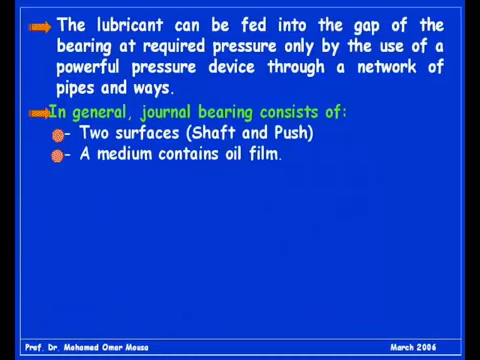 The lubricant can be fed into the gap of the
bearing at required pressure only by the use of
a powerful pressure device through a network of
pipes and ways.
In general, journal bearing consists of:
- Two surfaces (Shaft and Push)
- A medium contains oil film.
Prof. Dr. Mohamed Omar Mousa March 2006